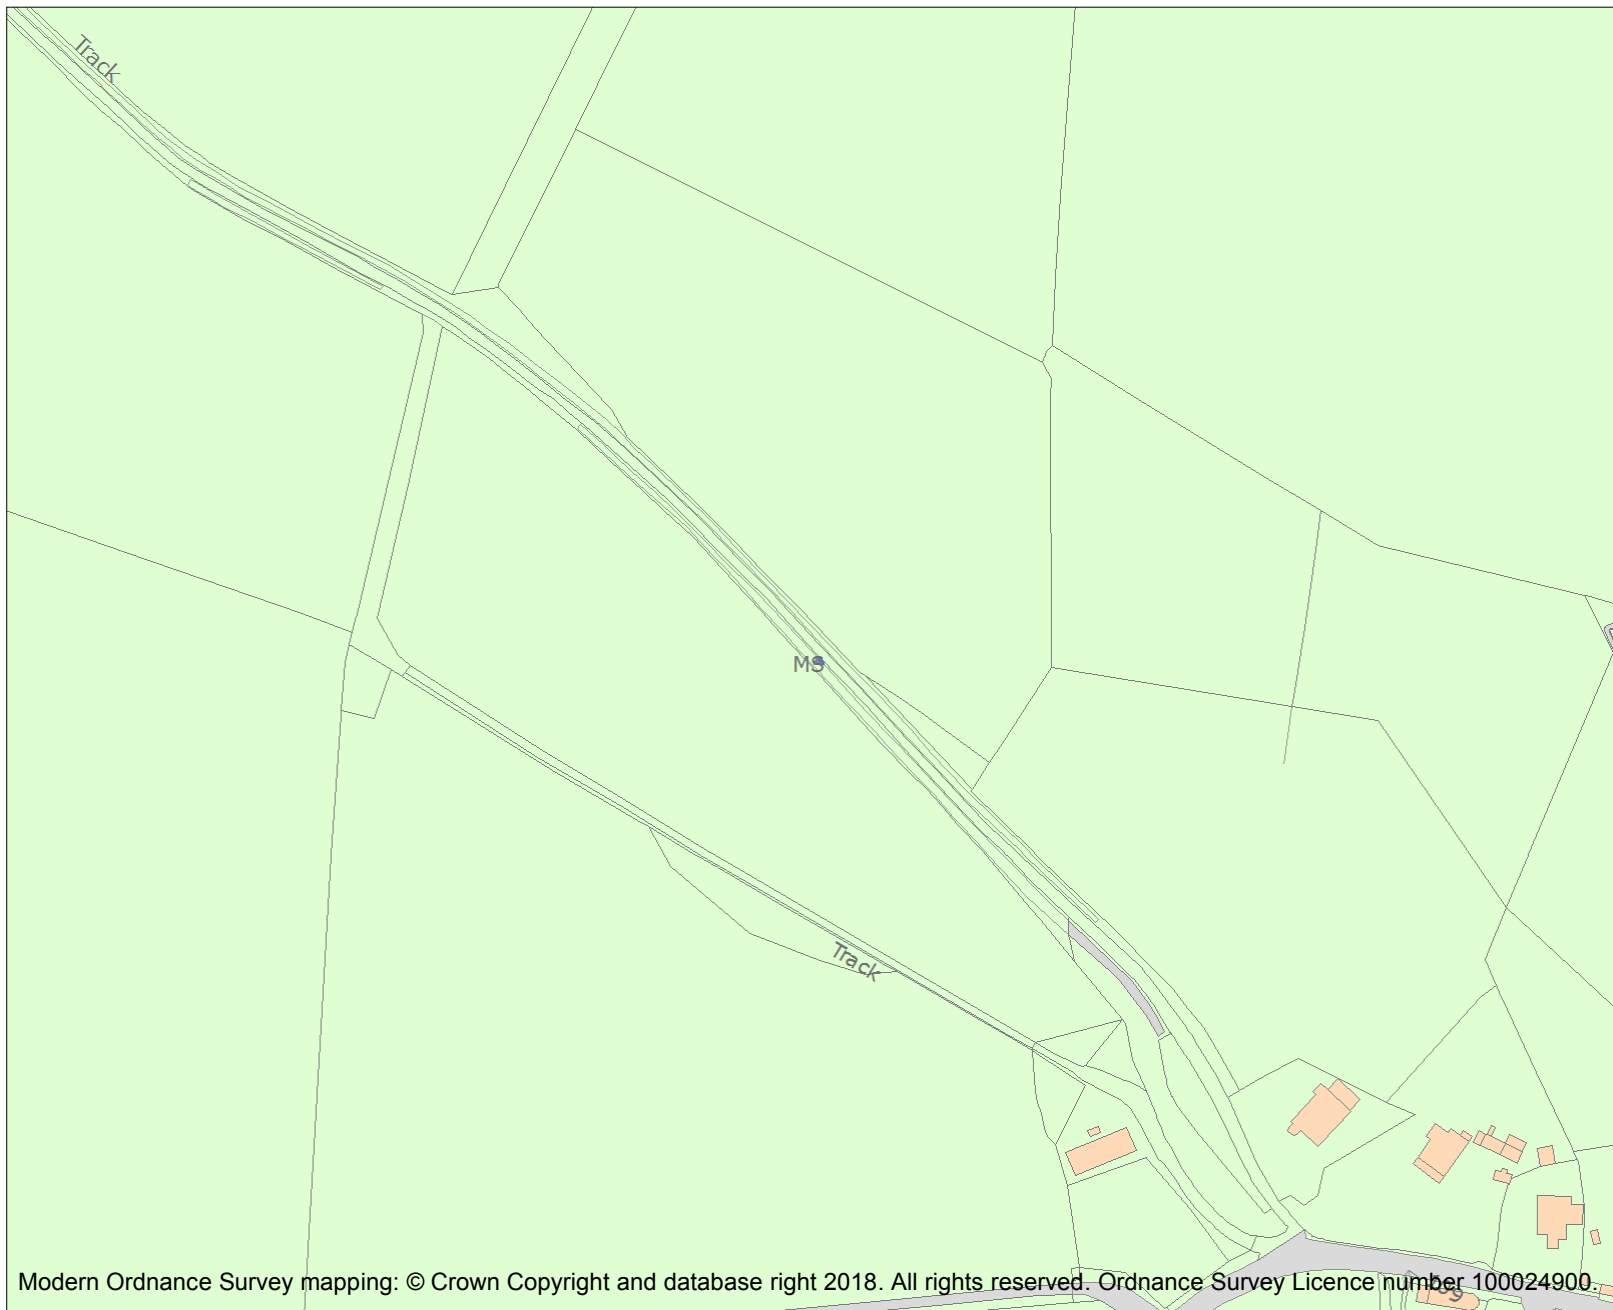 Track
MS
Track
Modern Ordnance Survey mapping: © Crown Copyright and database right 2018. All rights reserved. Ordnance Survey Licence number 100024900.